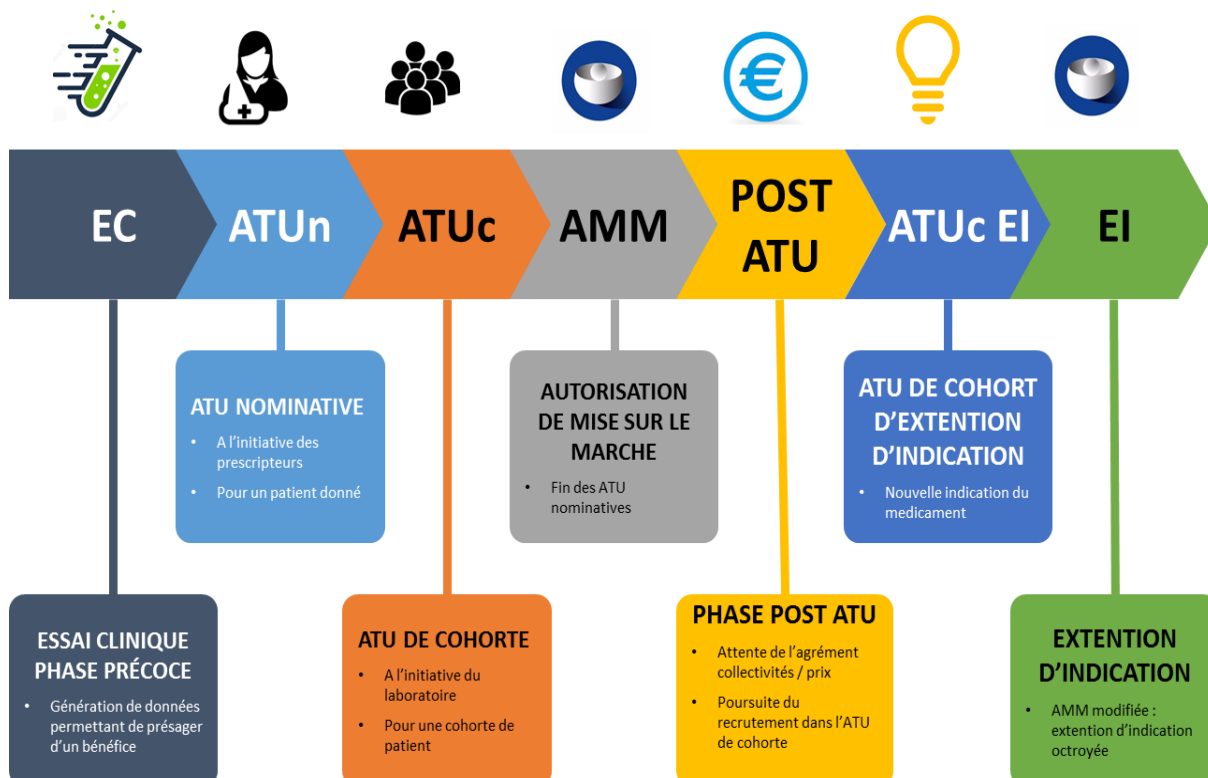 EC
ATUn
ATUc
AMM
POST
ATU
ATUc EI
EI
ATU NOMINATIVE
• A l’initiative des
prescripteurs
• Pour un patient donné
AUTORISATION
DE MISE SUR LE
MARCHE
• Fin des ATU
nominatives
ATU DE COHORT
D’EXTENTION
D’INDICATION
• Nouvelle indication du
medicament
ESSAI CLINIQUE
PHASE PRÉCOCE
• Génération de données
permettant de présager
d’un bénéfice
ATU DE COHORTE
• A l’initiative du
laboratoire
• Pour une cohorte de
patient
PHASE POST ATU
• Attente de l’agrément
collectivités / prix
• Poursuite du
recrutement dans l’ATU
de cohorte
EXTENTION
D’INDICATION
• AMM modifiée :
extention d’indication
octroyée